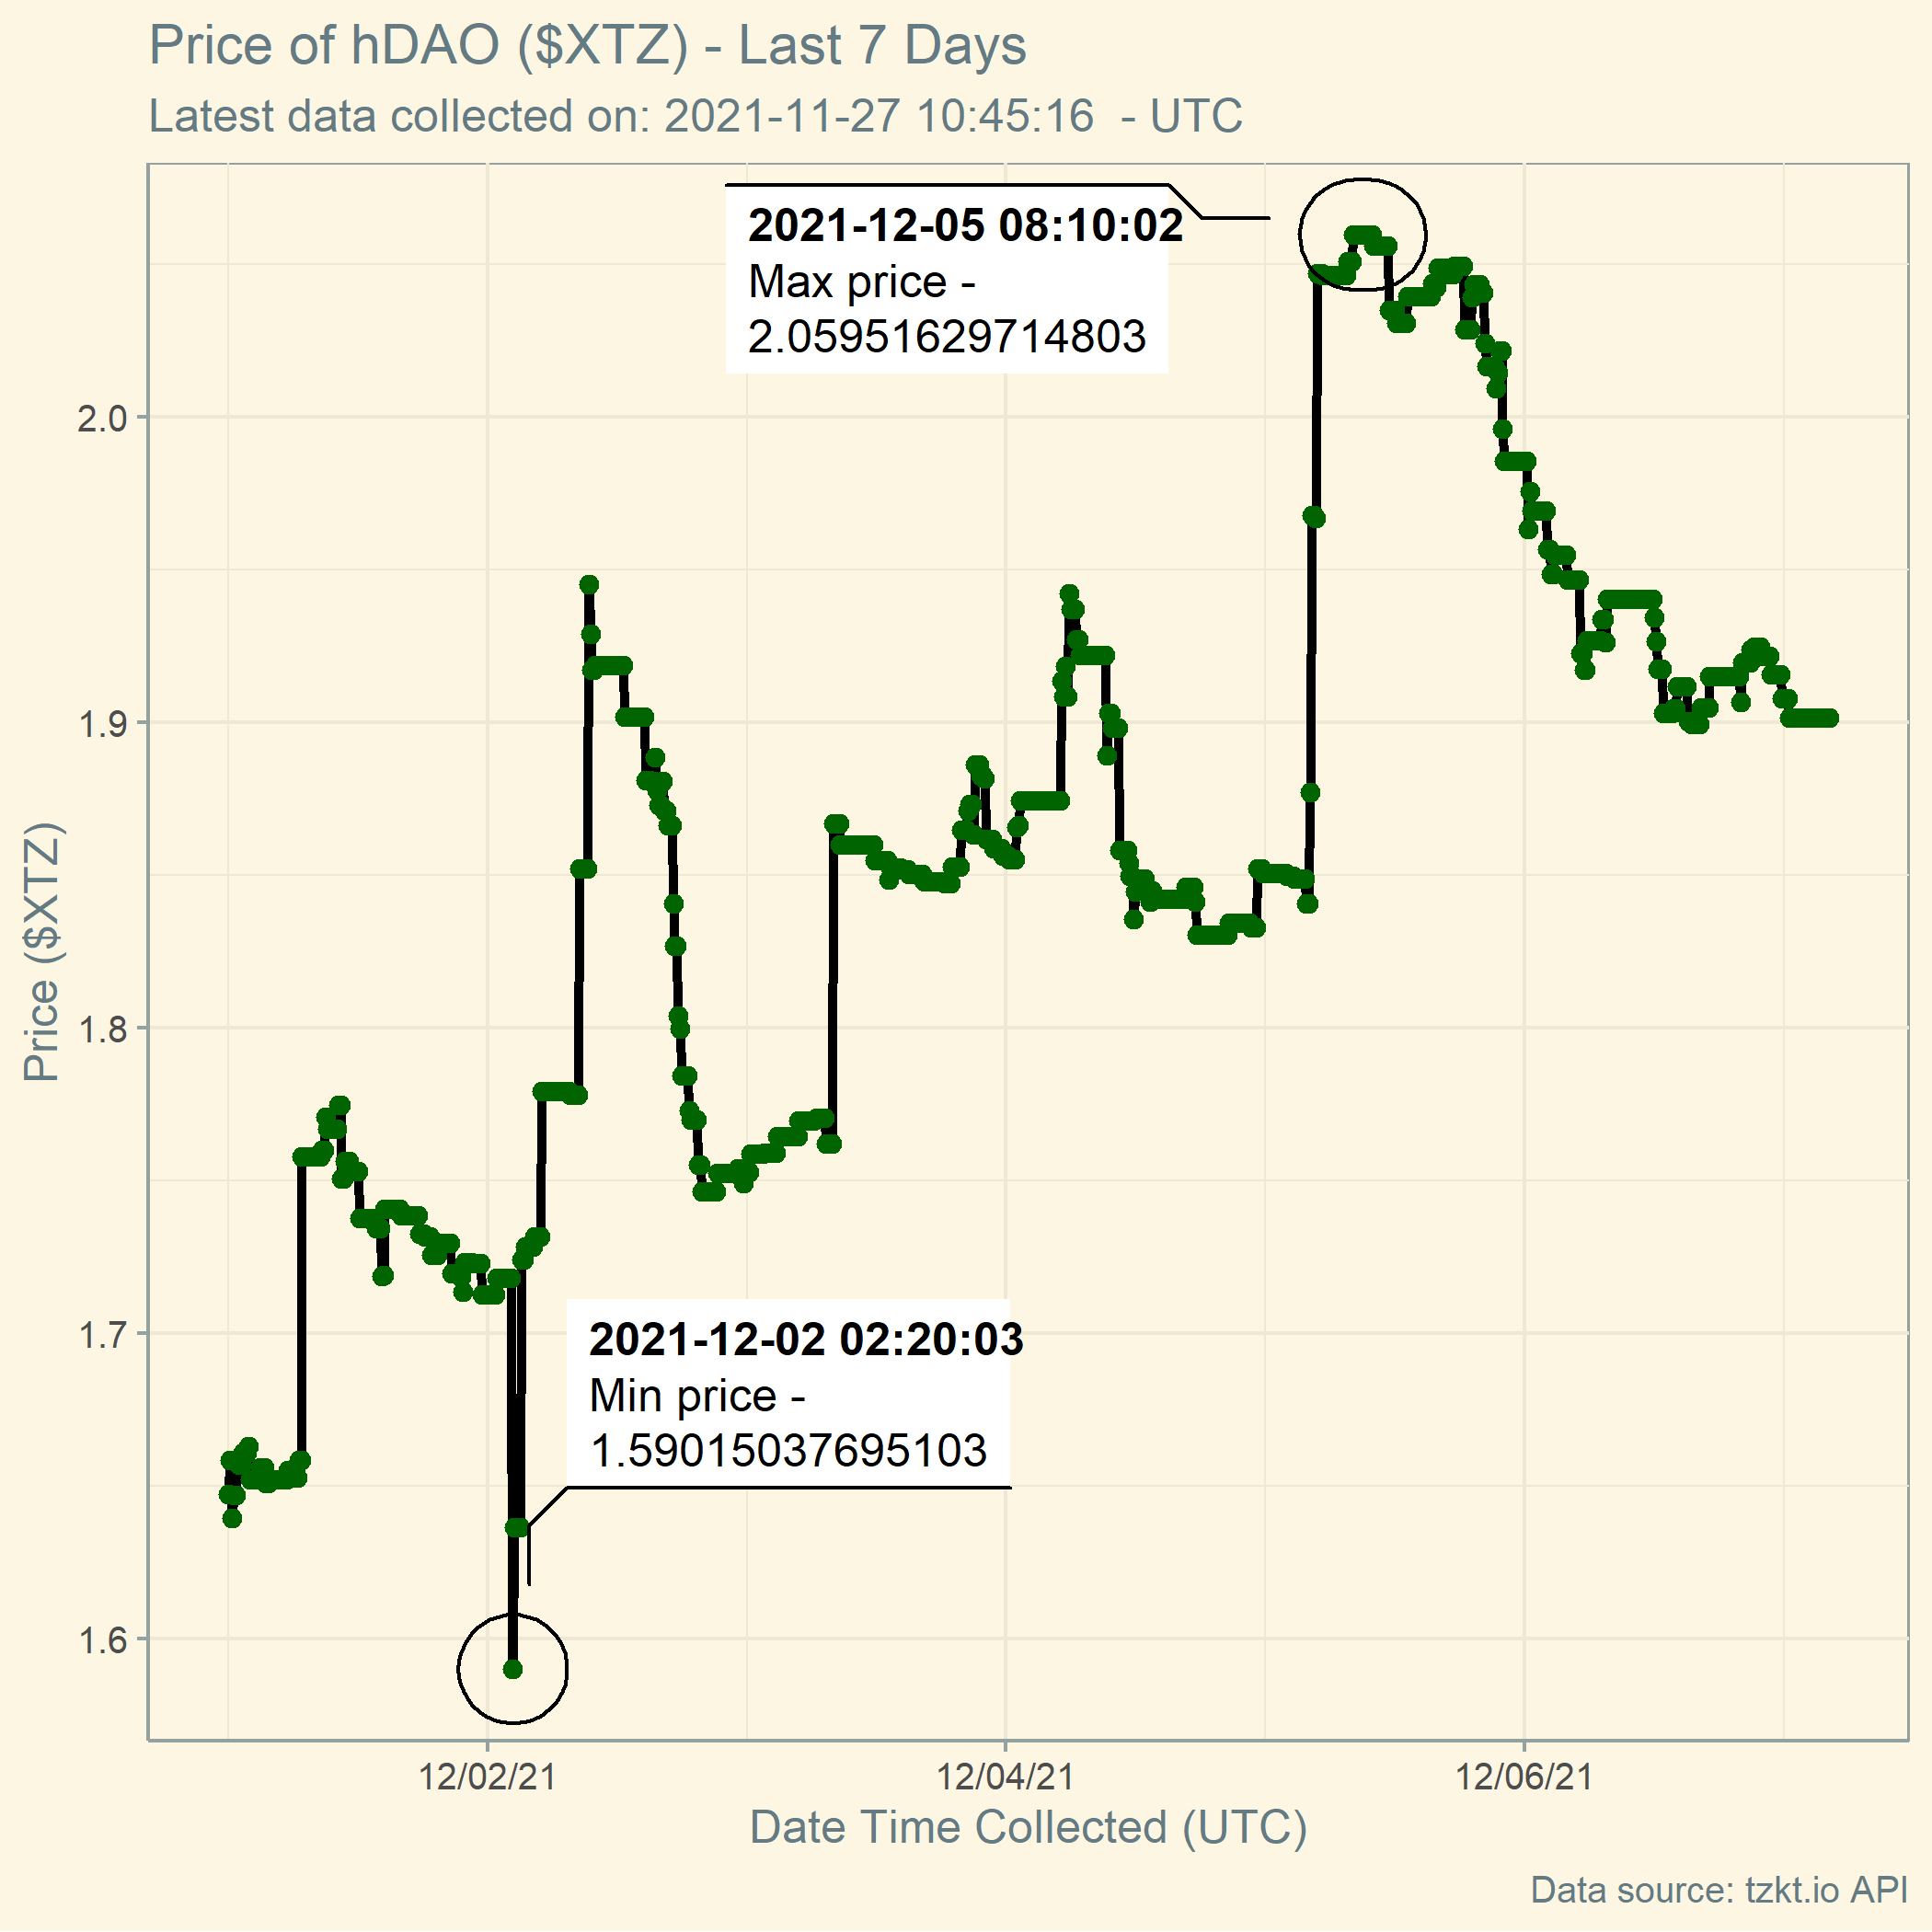 Price of hDAO ($XTZ) - Last 7 Days
Latest data collected on: 2021-11-27 10:45:16  - UTC
2021-12-05 08:10:02
Max price -
2.05951629714803
2.0
1.9
1.8
1.7
1.6
Price ($XTZ)
2021-12-02 02:20:03
Min price -
1.59015037695103
12/02/21
12/04/21
12/06/21
Date Time Collected (UTC)
Data source: tzkt.io API